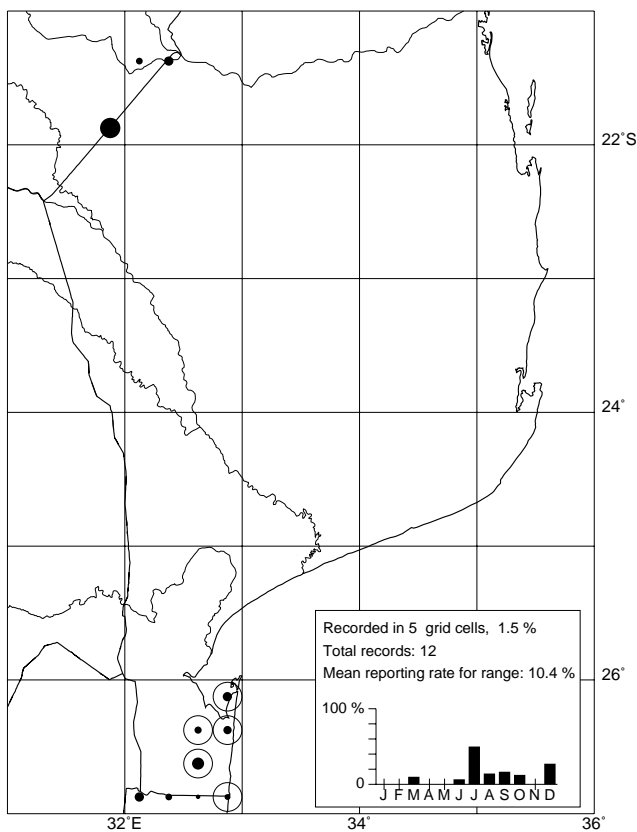 22°S
24°
26°
Recorded in 5 grid cells, 1.5 %
Total records: 12
Mean reporting rate for range: 10.4 %
100 %
0
J F M A M J J A S O N D
32°E
34°
36°